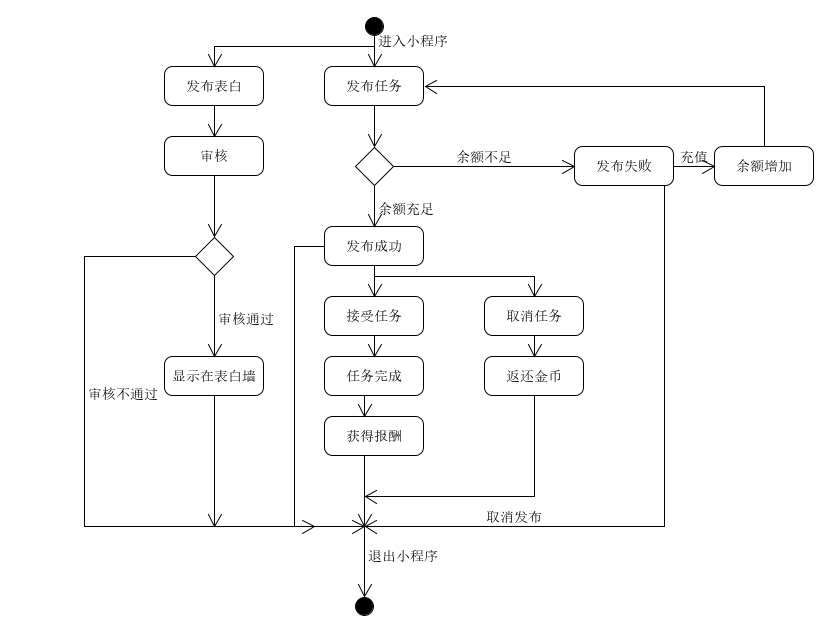 进入小程序
发布表白
发布任务
审核
余额不足
发布失败
充值
余额增加
余额充足
发布成功
审核通过
接受任务
取消任务
显示在表白墙
任务完成
返还金币
审核不通过
获得报酬
取消发布
退出小程序